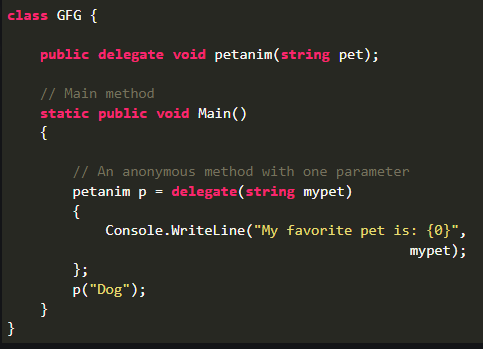 class GFG {
public delegate void petanim(string pet);
// Main method
static public void Main()
{
// An anonymous method with one parameter
petanim p = delegate(string mypet)
{
Console.WriteLine("My favorite pet is: {0}",
mypet);
};
p("Dog");
}
}